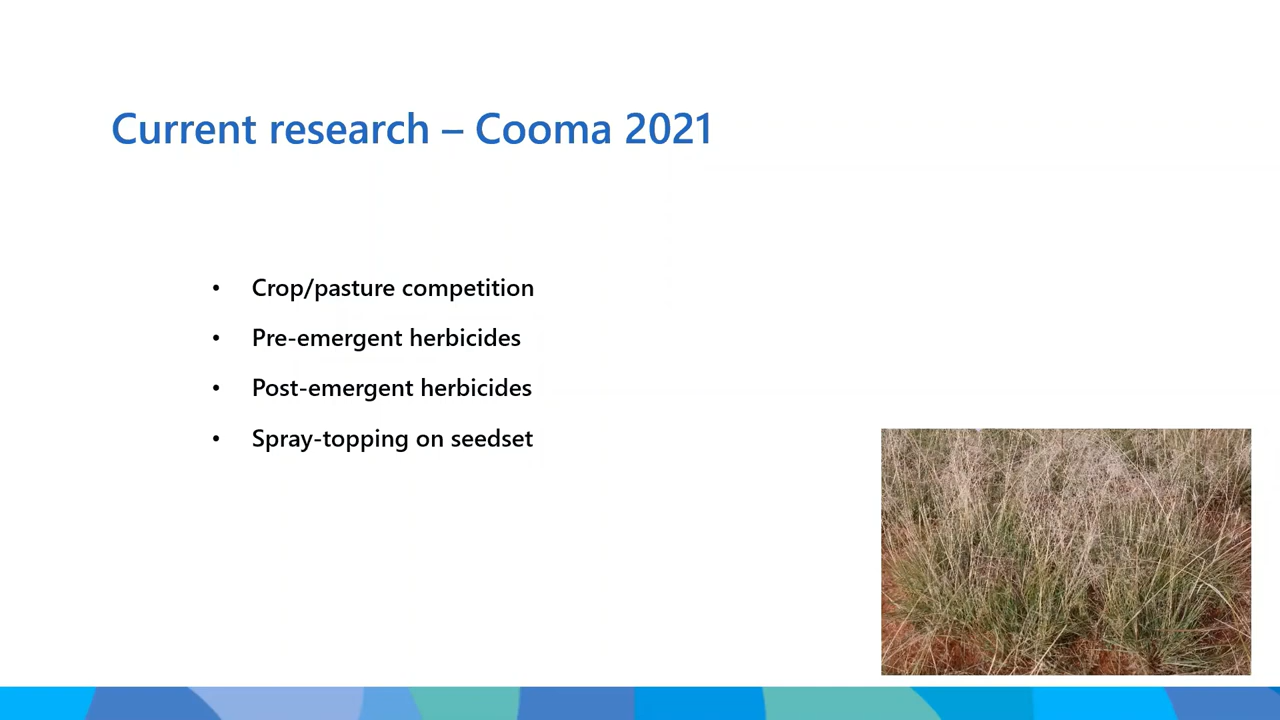 Current research – Cooma 2021
• Crop/pasture competition
• Pre-emergent herbicides
• Post-emergent herbicides
• Spray-topping on seedset